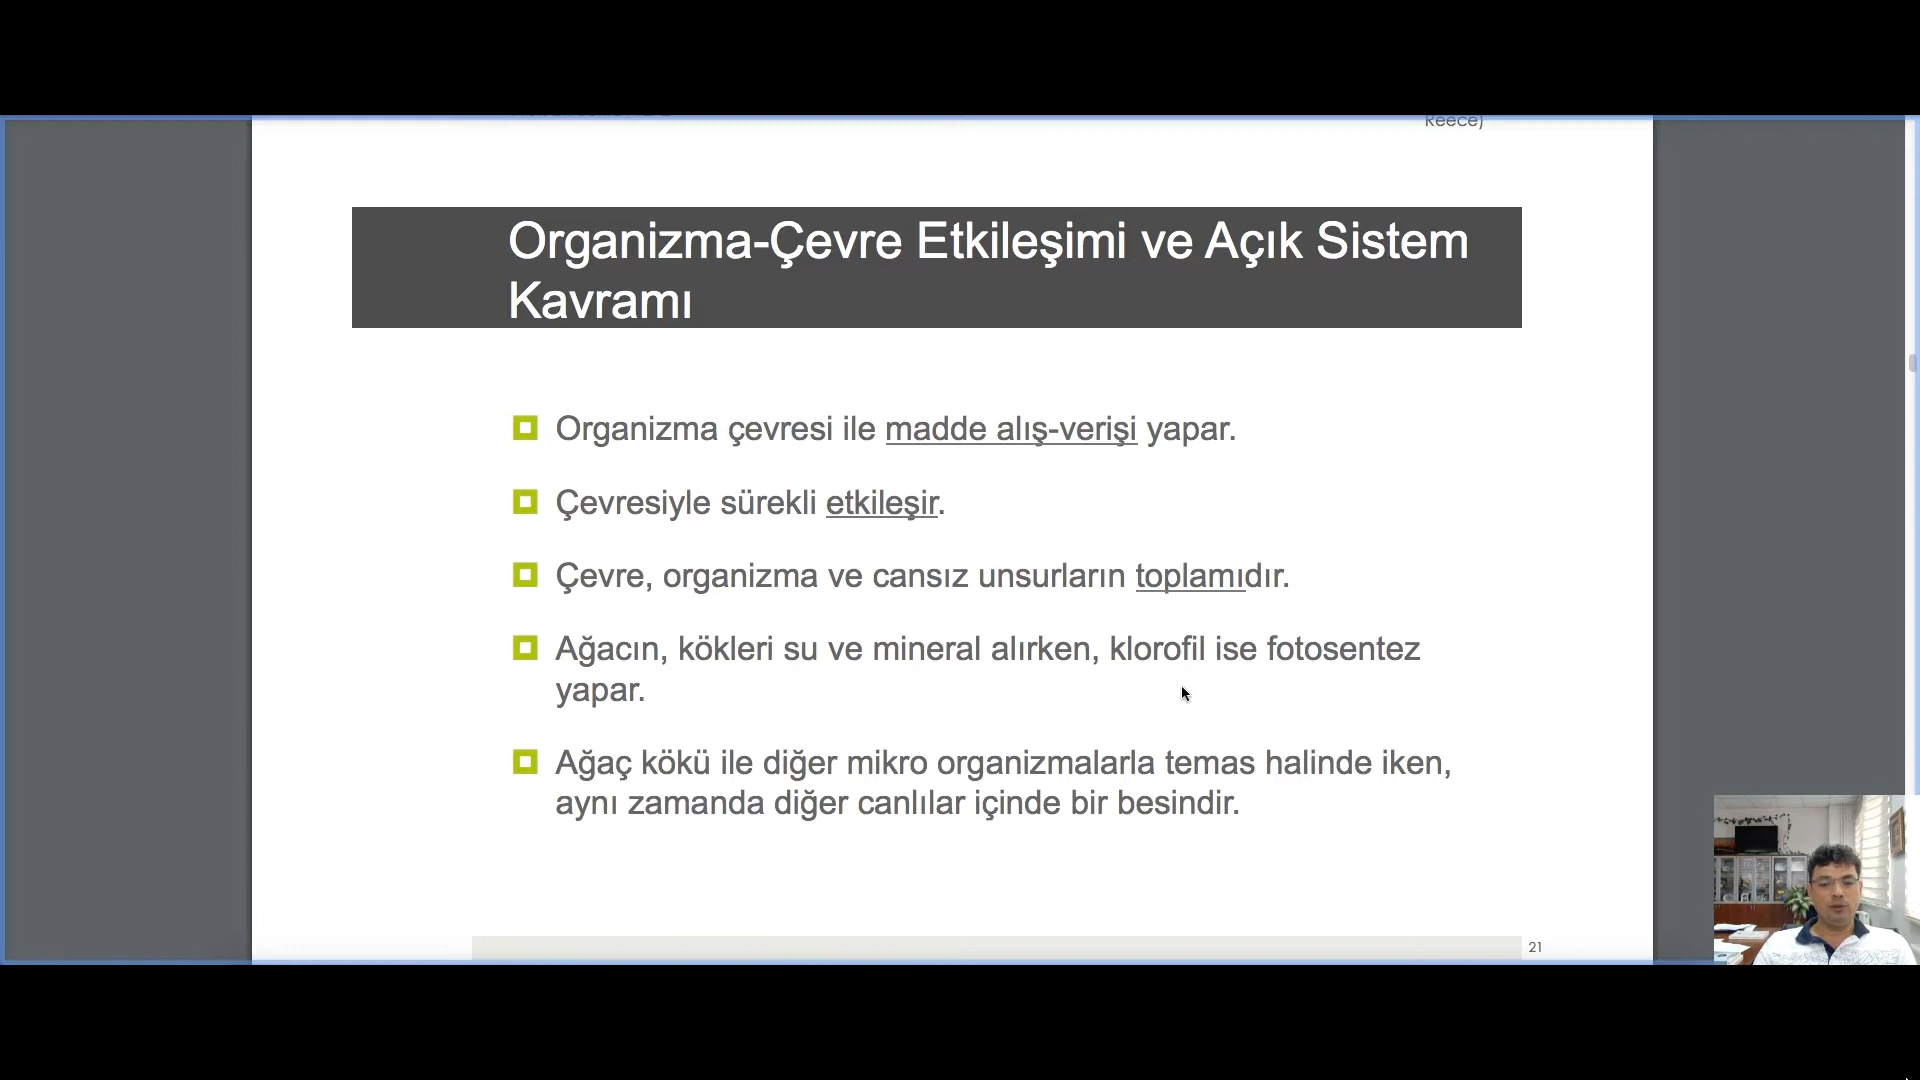 Reece)
Organizma-Çevre Etkileşimi ve Açık Sistem
Kavramı
Organizma çevresi ile madde alış-verişi yapar.
Çevresiyle sürekli etkileşir.
Çevre, organizma ve cansız unsurların toplamıdır.
Ağacın, kökleri su ve mineral alırken, klorofil ise fotosentez
yapar.
Ağaç kökü ile diğer mikro organizmalarla temas halinde iken,
aynı zamanda diğer canlılar içinde bir besindir.
21